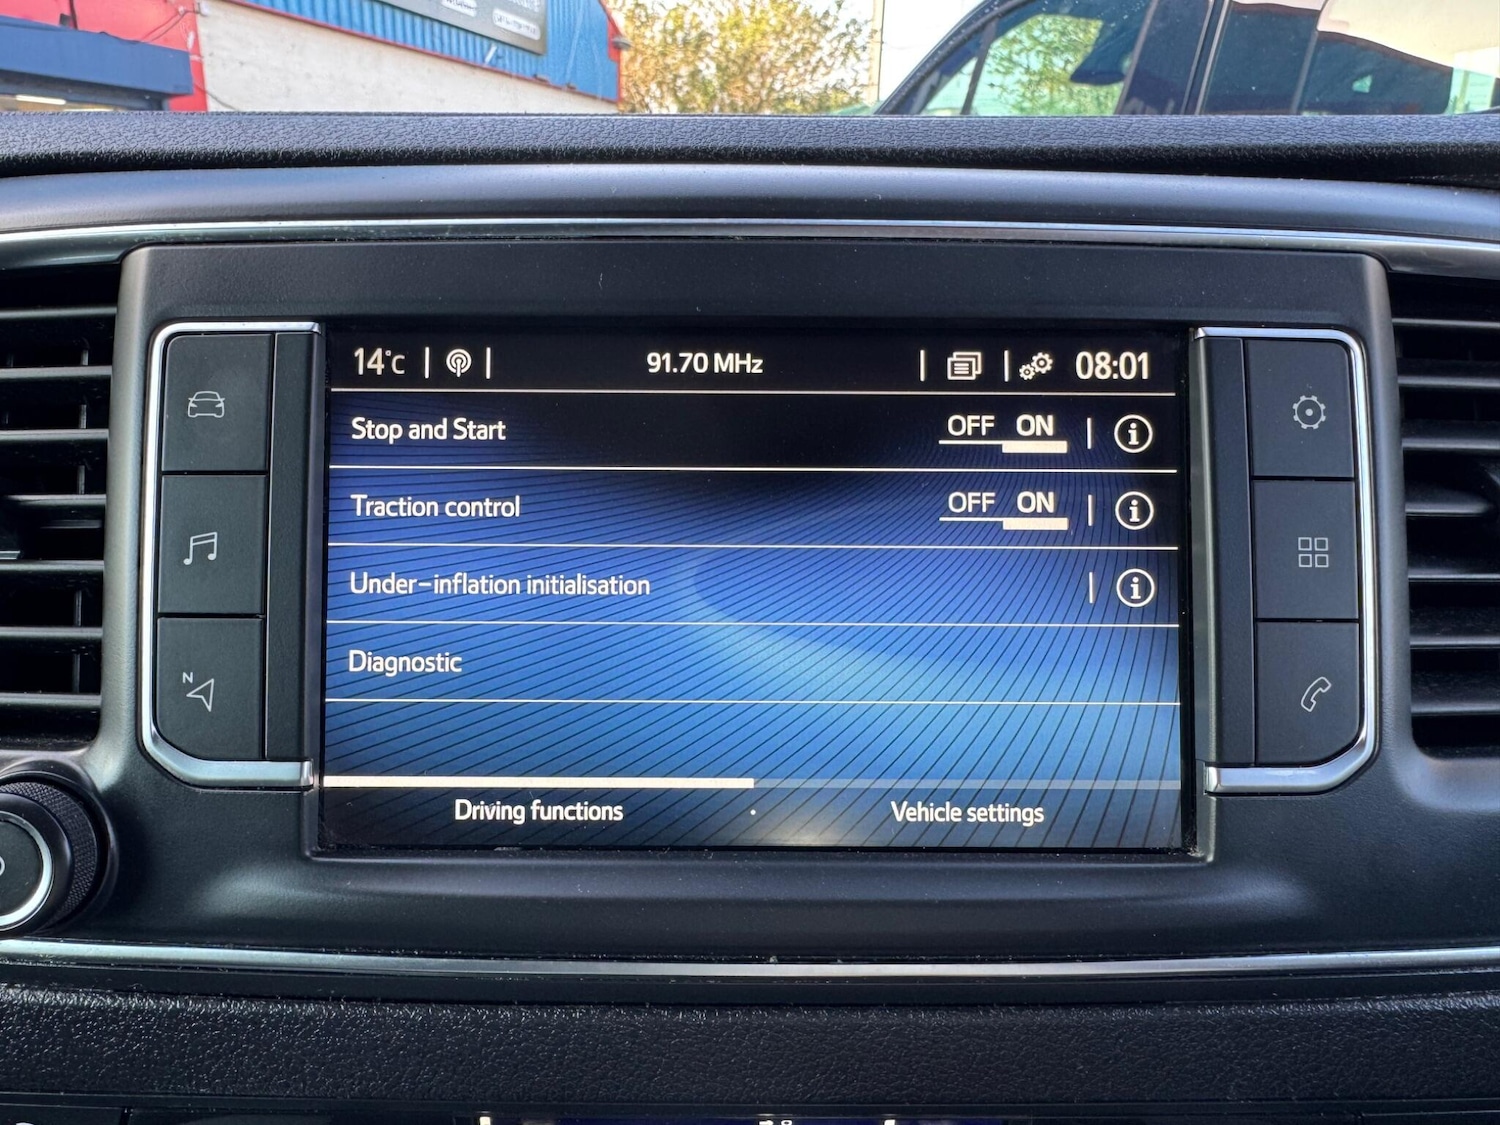 14°C 91.70 MHz 08:01
Stop and Start OFF ON
Traction control OFF ON
Under-inflation initialisation
Diagnostic
Driving functions Vehicle settings
N